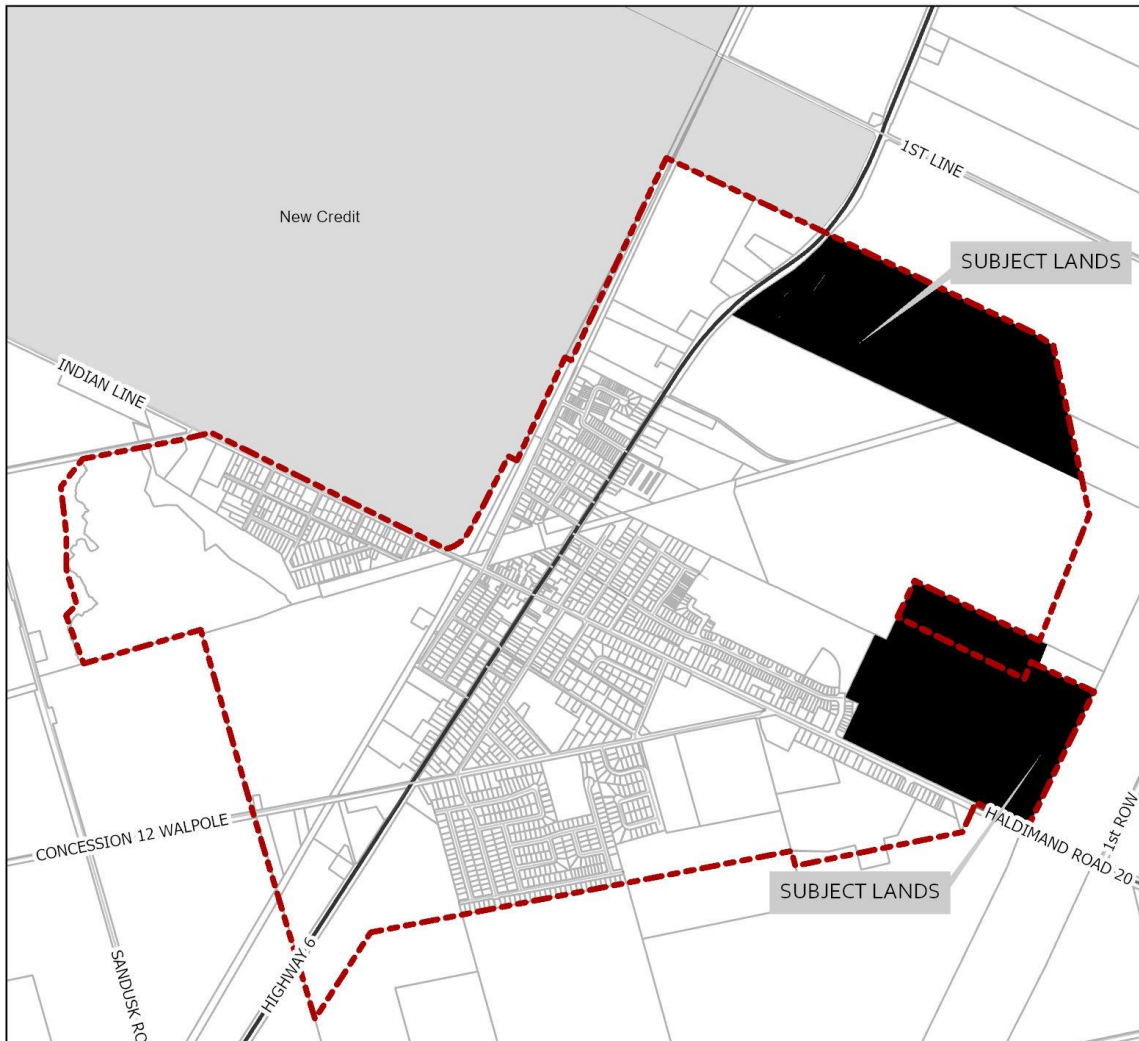 1ST LINE
New Credit
SUBJECT LANDS
INDIAN LINE
CONCESSION 12 WALPOLE
HALDIMAND ROAD 20
1st ROW
SUBJECT LANDS
HIGHWAY 6
SANDUSK